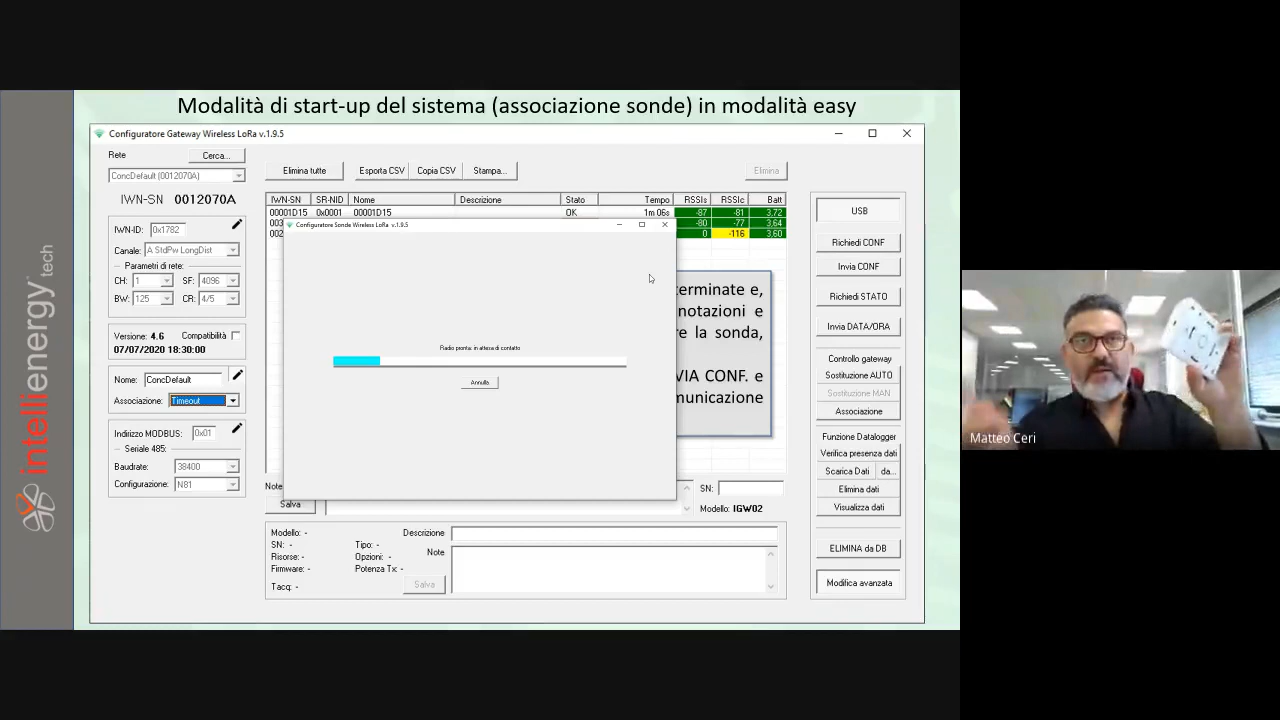 Modalità di start-up del sistema (associazione sonde) in modalità easy
Configuratore Gateway Wireless LoRa v.1.9.5
Rete
Cerca...
ConcDefault (0012070A)
IWN-SN 0012070A
IWN-ID: 0x1782
Canale: A StdPw LongDist
Parametri di rete:
CH: 1 SF: 4096
BW: 125 CR: 4/5
Versione: 4.6 Compatibilità
07/07/2020 18:30:00
Nome: ConcDefault
Associazione: Timeout
Indirizzo MODBUS: 0x01
Seriale 485:
Baudrate: 38400
Configurazione: N81
Elimina tutte
Esporta CSV
Copia CSV
Stampa...
Elimina
IWN-SN SR-NID Nome Descrizione Stato Tempo RSSIs RSSIc Batt
00001D15 0x0001 00001D15 OK 1m 06s -87 -81 3,72
003 -80 -77 3,64
002 0 -116 3,60
Configuratore Sonde Wireless LoRa v.1.9.5
Radio pronta: in attesa di contatto
Annulla
terminate e,
notazioni e
re la sonda,
VIA CONF. e
municazione
Note
Salva
SN:
Modello: IGW02
Modello: -
SN: -
Risorse: -
Firmware: -
Tacq: -
Tipo: -
Opzioni: -
Potenza Tx: -
Salva
Descrizione
Note
USB
Richiedi CONF
Invia CONF
Richiedi STATO
Invia DATA/ORA
Controllo gateway
Sostituzione AUTO
Sostituzione MAN
Associazione
Funzione Datalogger
Verifica presenza dati
Scarica Dati da...
Elimina dati
Visualizza dati
ELIMINA da DB
Modifica avanzata
intellienergy tech
Matteo Ceri